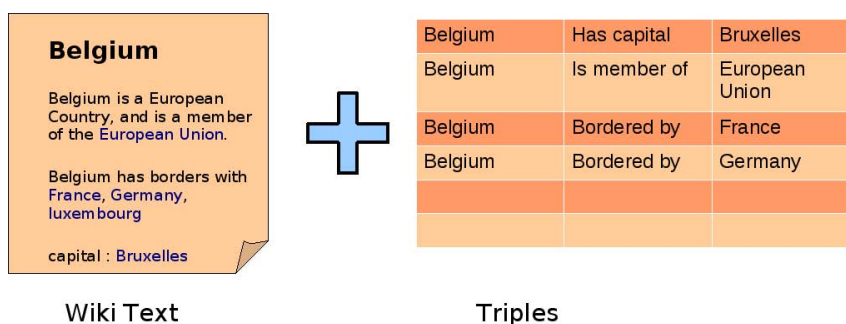 Belgium
Belgium is a European
Country, and is a member
of the European Union.
Belgium has borders with
France, Germany,
luxembourg
capital : Bruxelles
Wiki Text
Belgium Has capital Bruxelles
Belgium Is member of European
Union
Belgium Bordered by France
Belgium Bordered by Germany
Triples